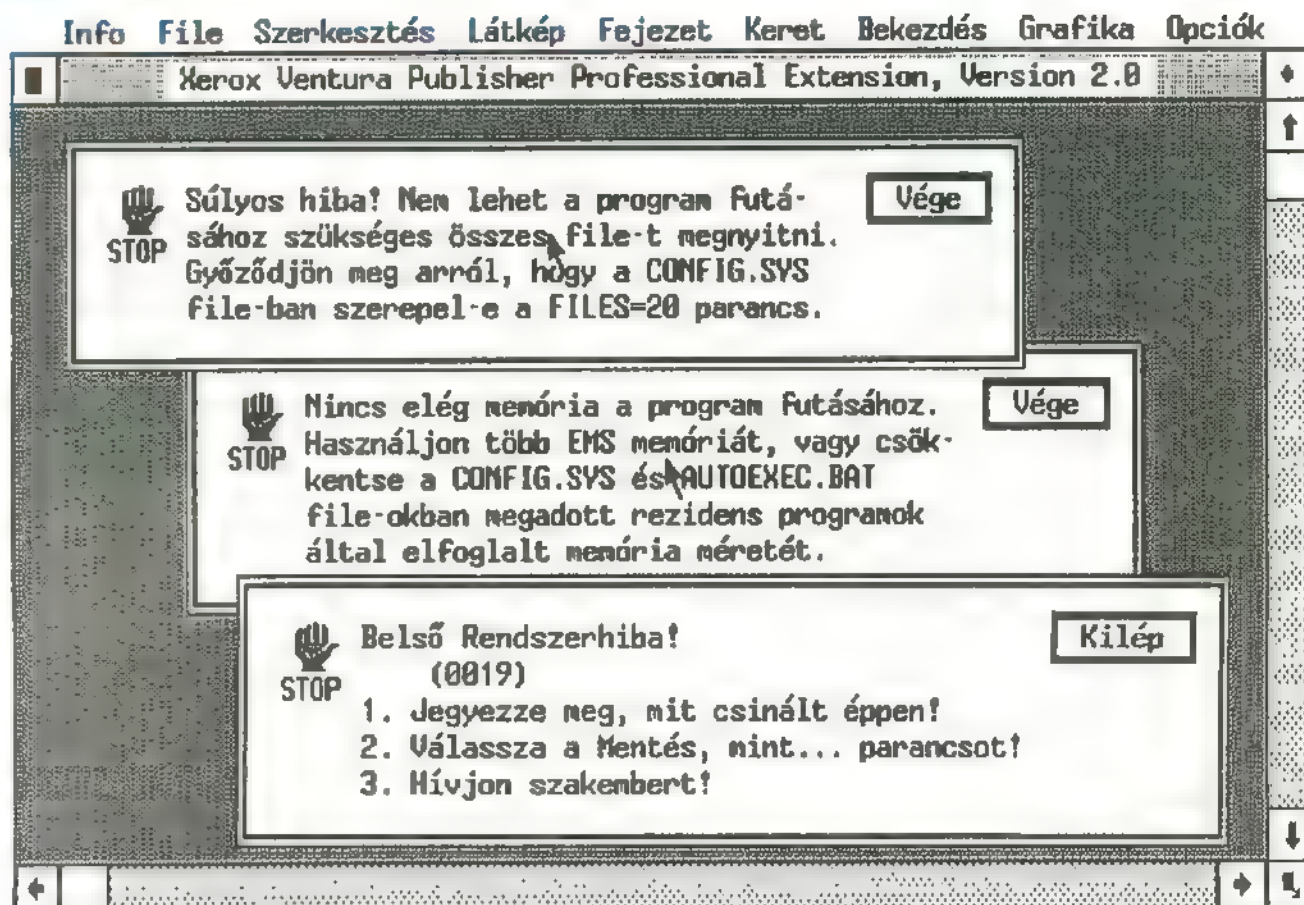 Info File Szerkesztés Látkép Fejezet Keret Bekezdés Grafika Opciók
Xerox Ventura Publisher Professional Extension, Version 2.0
Súlyos hiba! Nem lehet a program futá-
sához szükséges összes file-t megnyitni.
Győződjön meg arról, hogy a CONFIG.SYS
file-ban szerepel-e a FILES=20 parancs.
Vége
STOP
Nincs elég memória a program futásához.
Használjon több EMS memóriát, vagy csök-
kentse a CONFIG.SYS és AUTOEXEC.BAT
file-okban megadott rezidens programok
által elfoglalt memória méretét.
Vége
STOP
Belső Rendszerhiba!
(0019)
1. Jegyezze meg, mit csinált éppen!
2. Válassza a Mentés, mint... parancsot!
3. Hívjon szakembert!
Kilép
STOP